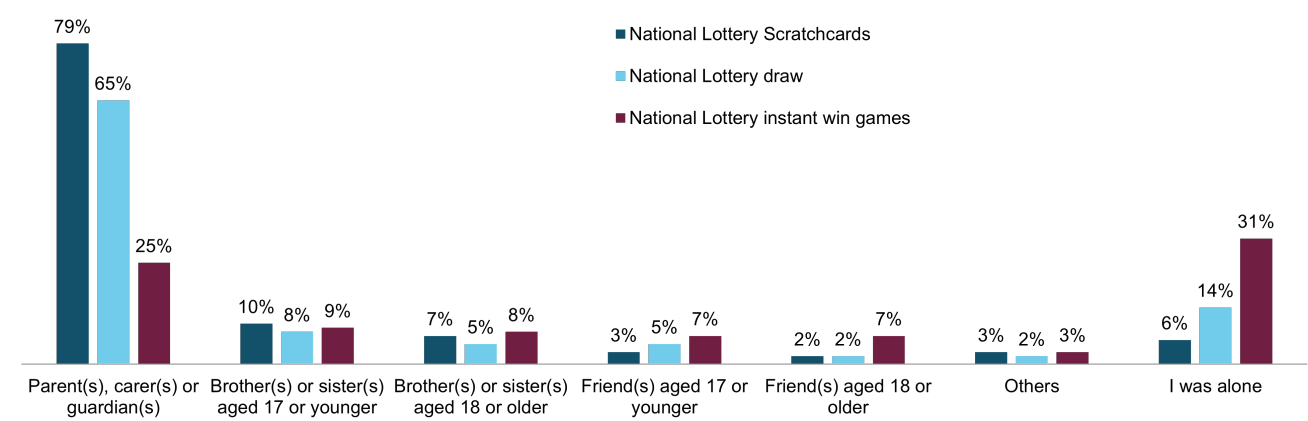 79%
65%
25%
10%
8%
9%
7%
5%
8%
3%
5%
7%
2%
2%
7%
3%
2%
3%
6%
14%
31%
National Lottery Scratchcards
National Lottery draw
National Lottery instant win games
Parent(s), carer(s) or
guardian(s)
Brother(s) or sister(s)
aged 17 or younger
Brother(s) or sister(s)
aged 18 or older
Friend(s) aged 17 or
younger
Friend(s) aged 18 or
older
Others
I was alone